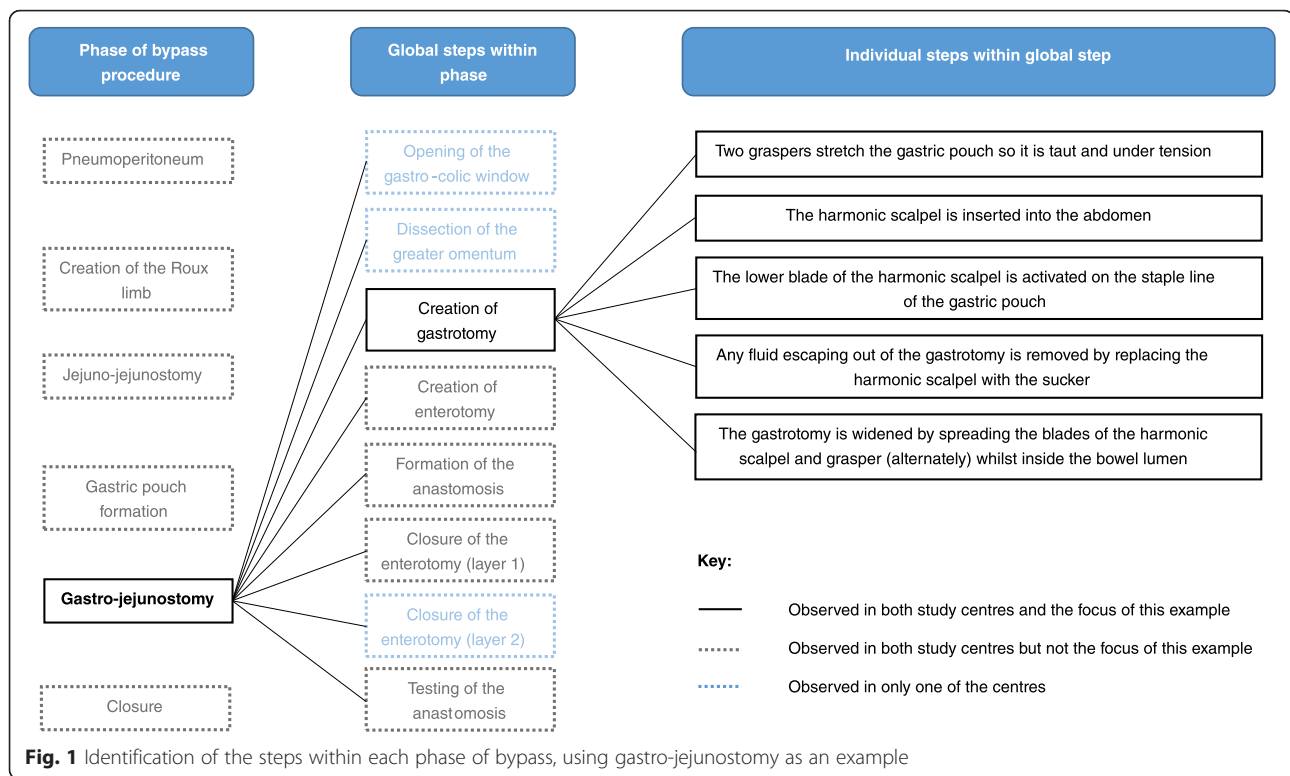 Phase of bypass
procedure
Global steps within
phase
Individual steps within global step
Pneumoperitoneum
Creation of the Roux
limb
Jejuno-jejunostomy
Gastric pouch
formation
Gastro-jejunostomy
Closure
Opening of the
gastro-colic window
Dissection of the
greater omentum
Creation of
gastrotomy
Creation of
enterotomy
Formation of the
anastomosis
Closure of the
enterotomy (layer 1)
Closure of the
enterotomy (layer 2)
Testing of the
anastomosis
Two graspers stretch the gastric pouch so it is taut and under tension
The harmonic scalpel is inserted into the abdomen
The lower blade of the harmonic scalpel is activated on the staple line
of the gastric pouch
Any fluid escaping out of the gastrotomy is removed by replacing the
harmonic scalpel with the sucker
The gastrotomy is widened by spreading the blades of the harmonic
scalpel and grasper (alternately) whilst inside the bowel lumen
Key:
Observed in both study centres and the focus of this example
Observed in both study centres but not the focus of this example
Observed in only one of the centres
Fig. 1 Identification of the steps within each phase of bypass, using gastro-jejunostomy as an example